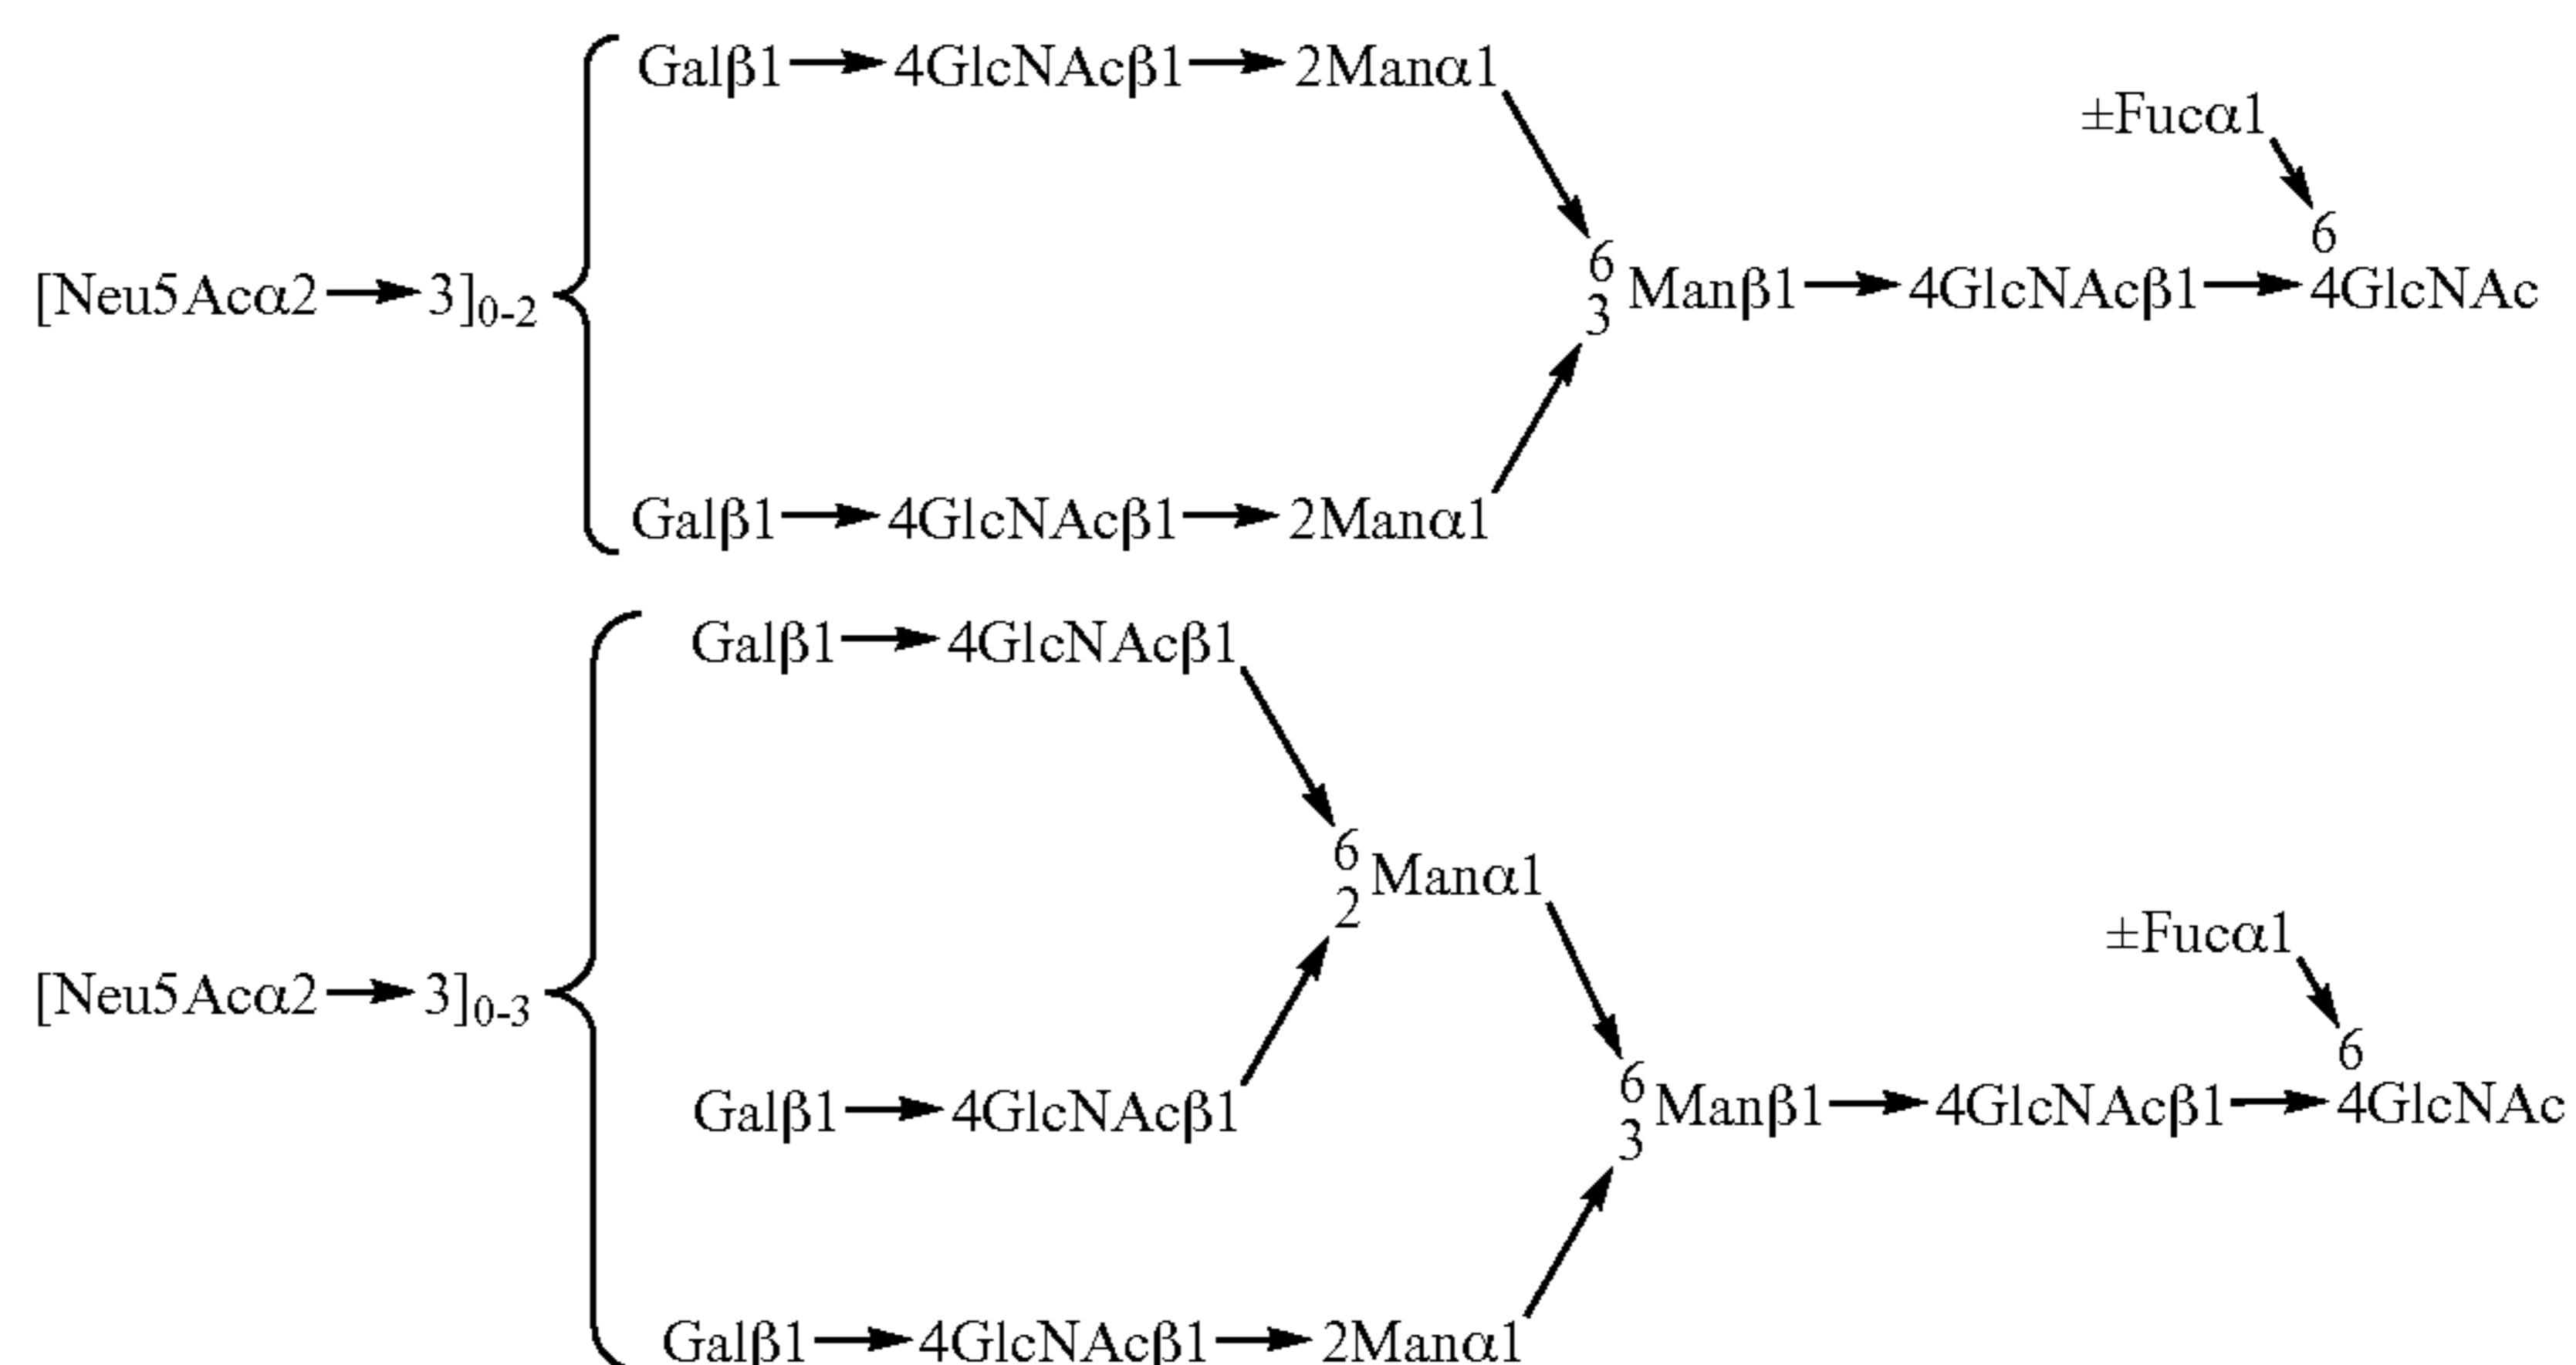 Galβ1→4GlcNAcβ1→2Manα1
±Fucα1
6
[Neu5Acα2→3]0-2
6
3
Manβ1→4GlcNAcβ1→4GlcNAc
Galβ1→4GlcNAcβ1→2Manα1
Galβ1→4GlcNAcβ1
6
2
Manα1
±Fucα1
6
[Neu5Acα2→3]0-3
Galβ1→4GlcNAcβ1
6
3
Manβ1→4GlcNAcβ1→4GlcNAc
Galβ1→4GlcNAcβ1→2Manα1